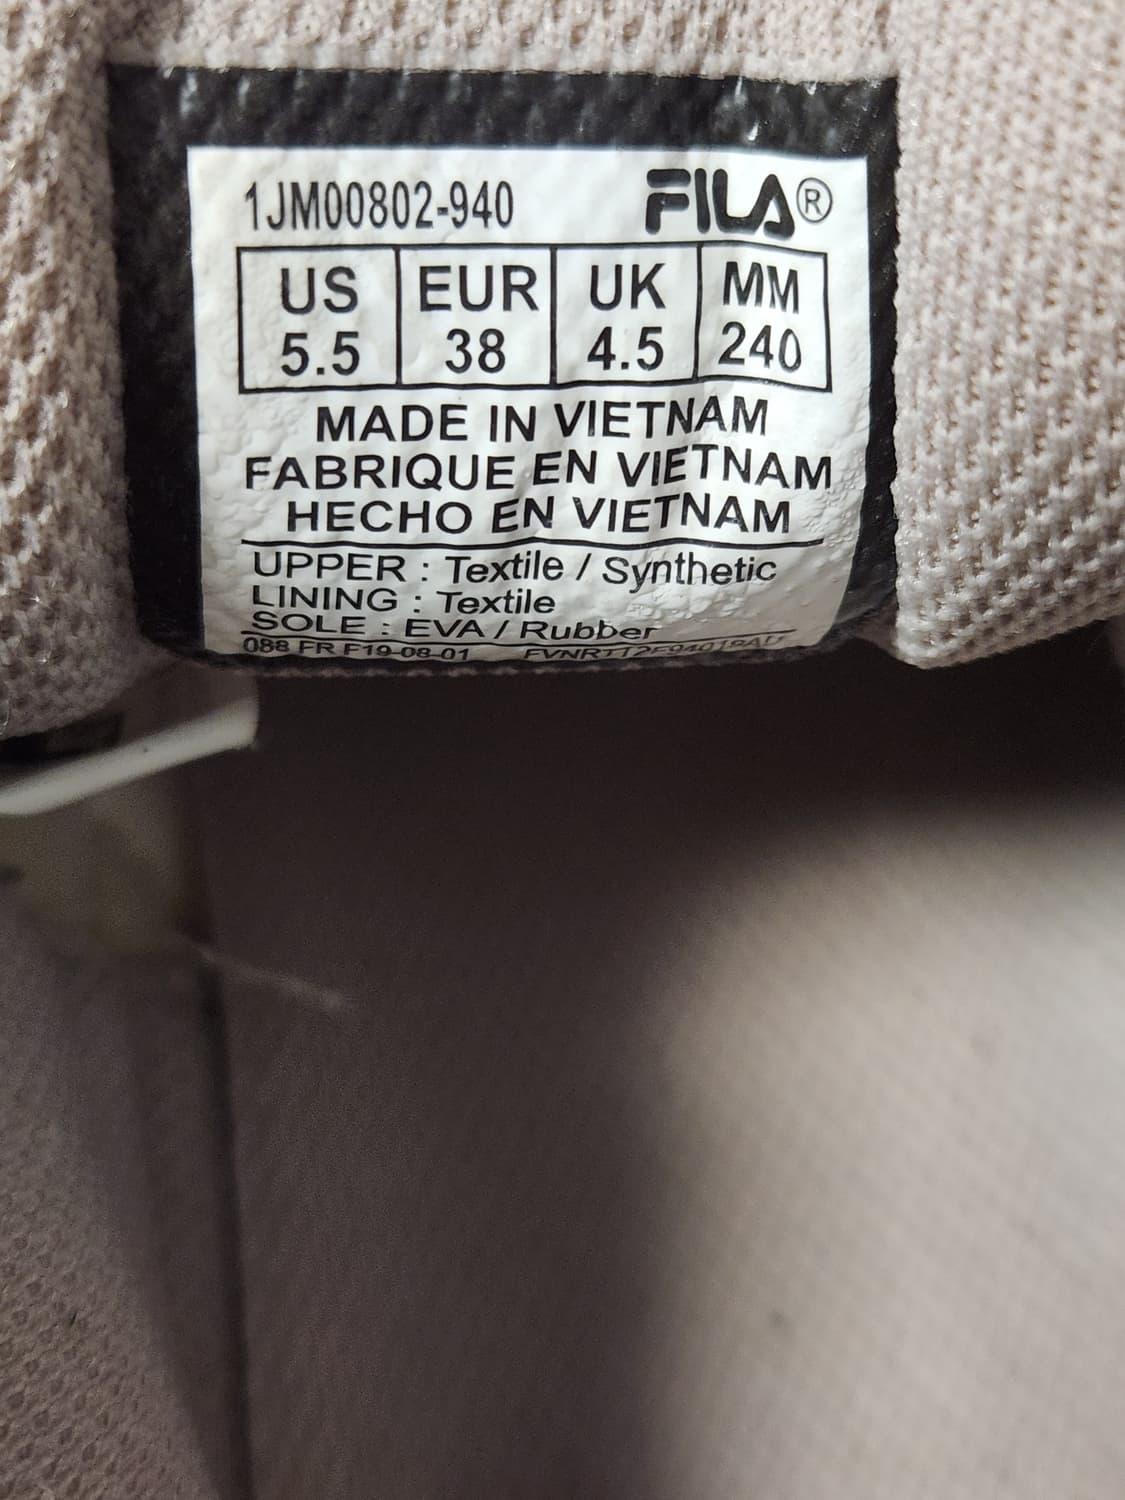 1JM00802-940 FILA®
US EUR UK MM
5.5 38 4.5 240
MADE IN VIETNAM
FABRIQUE EN VIETNAM
HECHO EN VIETNAM
UPPER : Textile / Synthetic
LINING : Textile
SOLE : EVA / Rubber
088 FR F19-08-01